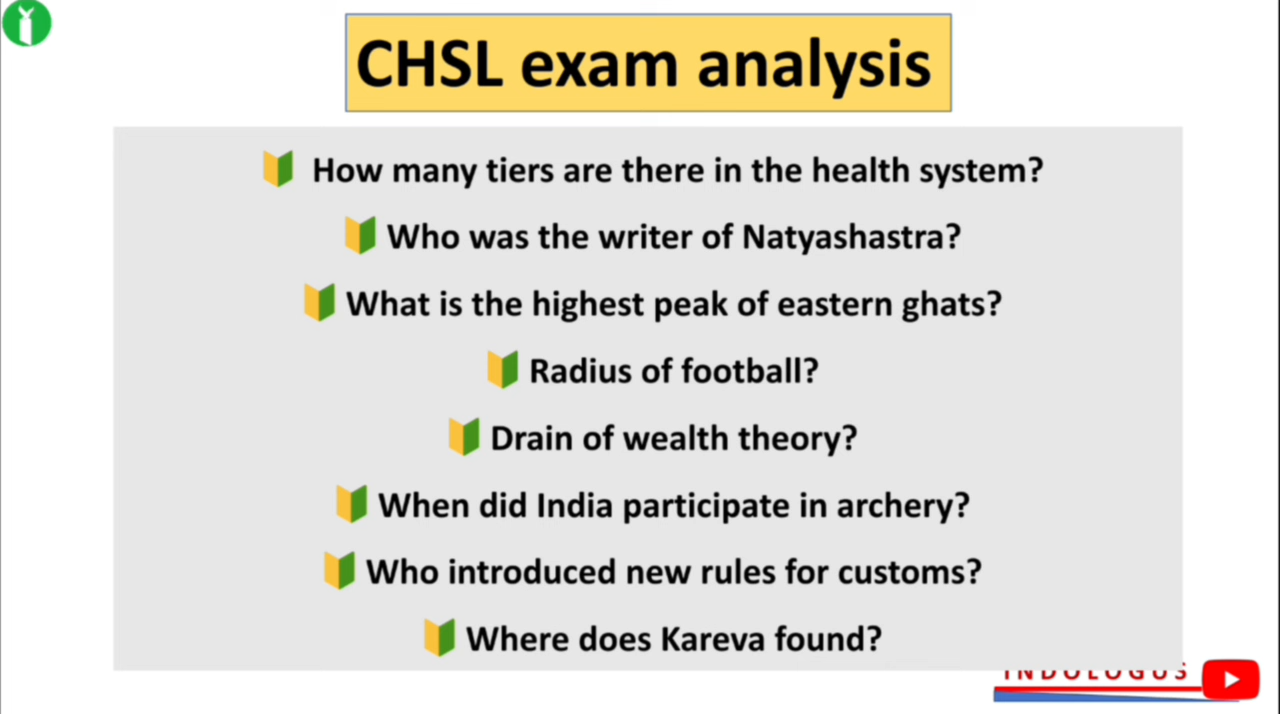 CHSL exam analysis
How many tiers are there in the health system?
Who was the writer of Natyashastra?
What is the highest peak of eastern ghats?
Radius of football?
Drain of wealth theory?
When did India participate in archery?
Who introduced new rules for customs?
Where does Kareva found?
INDOLOGUS